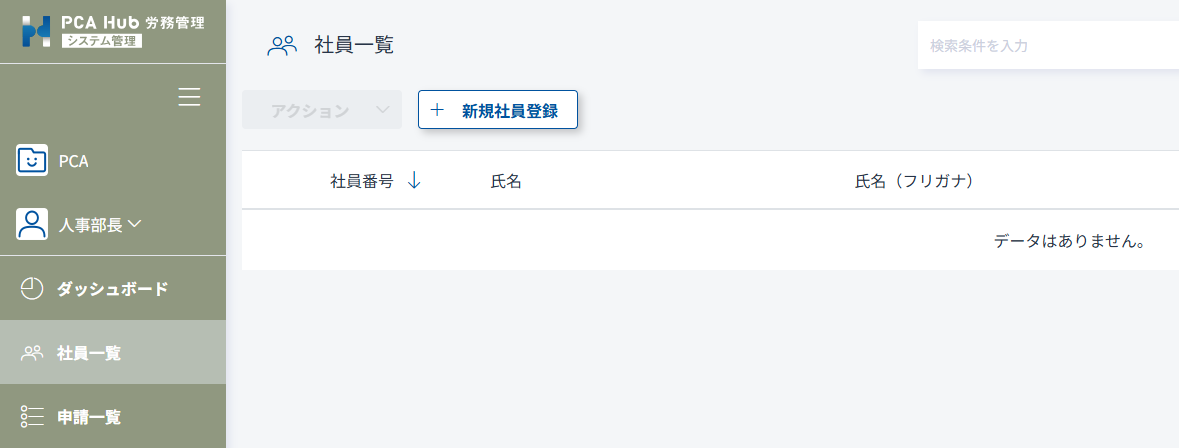 PCA Hub 労務管理
システム管理
PCA
人事部長
ダッシュボード
社員一覧
申請一覧
社員一覧
検索条件を入力
アクション
+ 新規社員登録
社員番号 ↓ 氏名 氏名（フリガナ）
データはありません。